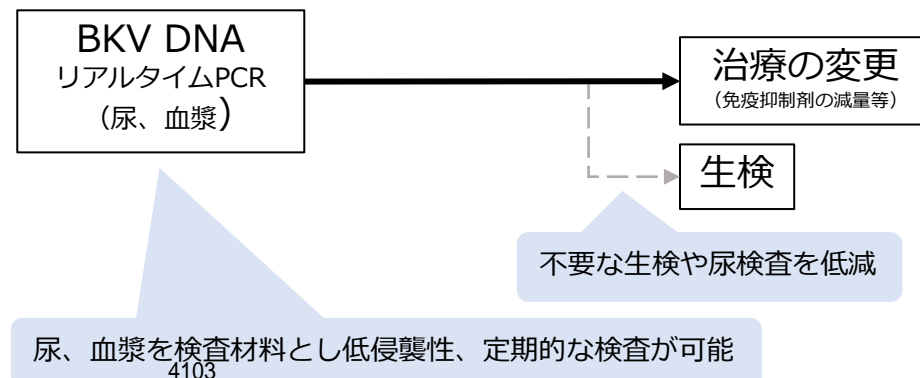 BKV DNA
リアルタイムPCR
（尿、血漿）
治療の変更
（免疫抑制剤の減量等）
生検
不要な生検や尿検査を低減
尿、血漿を検査材料とし低侵襲性、定期的な検査が可能
4103